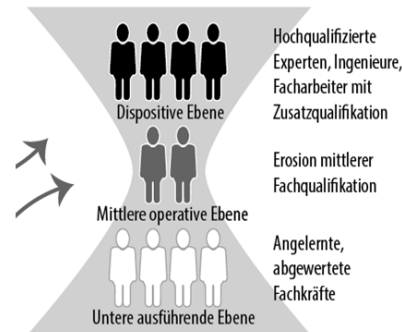 Hochqualifizierte
Experten, Ingenieure,
Facharbeiter mit
Zusatzqualifikation
Dispositive Ebene
Erosion mittlerer
Fachqualifikation
Mittlere operative Ebene
Angelernte,
abgewertete
Fachkräfte
Untere ausführende Ebene